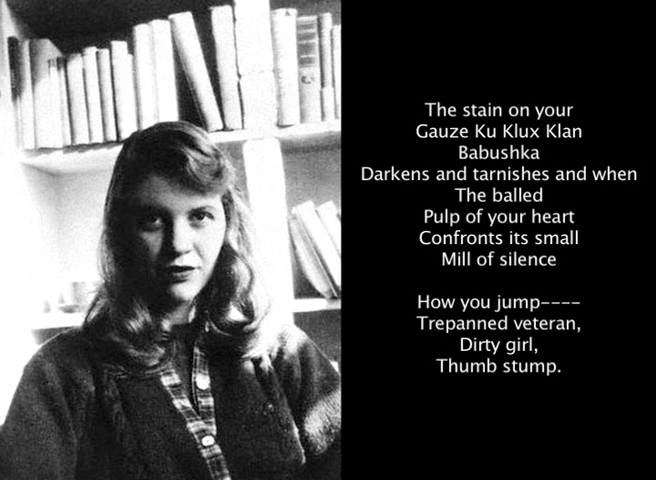 The stain on your
Gauze Ku Klux Klan
Babushka
Darkens and tarnishes and when
The balled
Pulp of your heart
Confronts its small
Mill of silence
How you jump----
Trepanned veteran,
Dirty girl,
Thumb stump.